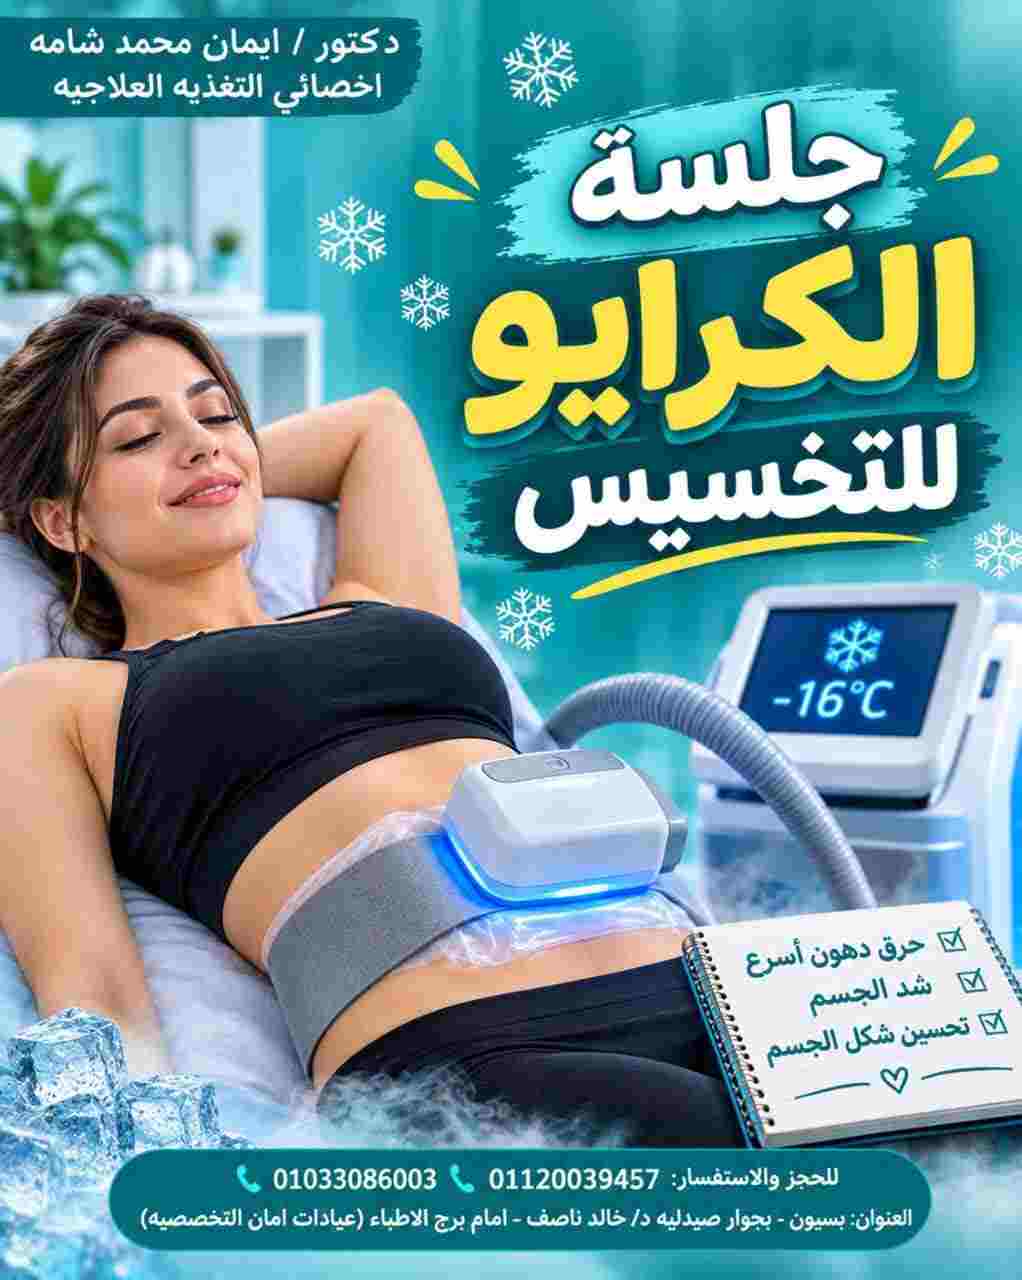 دكتور / ايمان محمد شامه
اخصائي التغذيه العلاجيه
جلسة
الكرايو
للتخسيس
-16°C
حرق دهون أسرع
شد الجسم
تحسين شكل الجسم
للحجز والاستفسار: 01120039457 01033086003
العنوان: بسيون - بجوار صيدليه د/ خالد ناصف - امام برج الاطباء (عيادات امان التخصصيه)